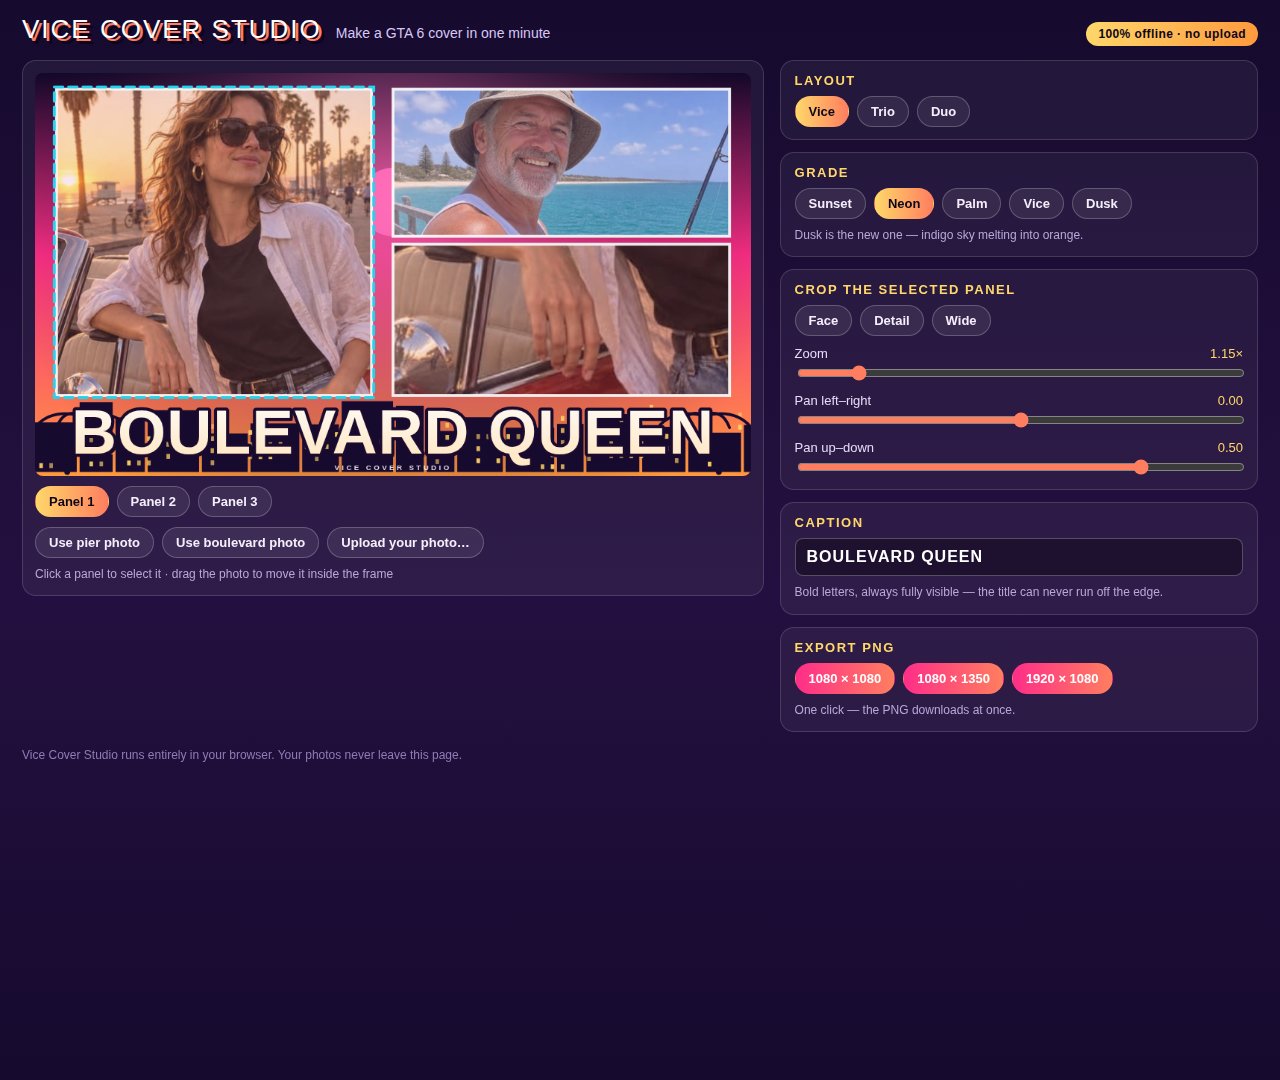 VICE COVER STUDIO
Make a GTA 6 cover in one minute
100% offline · no upload
BOULEVARD QUEEN
VICE COVER STUDIO
Panel 1
Panel 2
Panel 3
Use pier photo
Use boulevard photo
Upload your photo…
Click a panel to select it · drag the photo to move it inside the frame
LAYOUT
Vice
Trio
Duo
GRADE
Sunset
Neon
Palm
Vice
Dusk
Dusk is the new one — indigo sky melting into orange.
CROP THE SELECTED PANEL
Face
Detail
Wide
Zoom
1.15×
Pan left–right
0.00
Pan up–down
0.50
CAPTION
BOULEVARD QUEEN
Bold letters, always fully visible — the title can never run off the edge.
EXPORT PNG
1080 × 1080
1080 × 1350
1920 × 1080
One click — the PNG downloads at once.
Vice Cover Studio runs entirely in your browser. Your photos never leave this page.